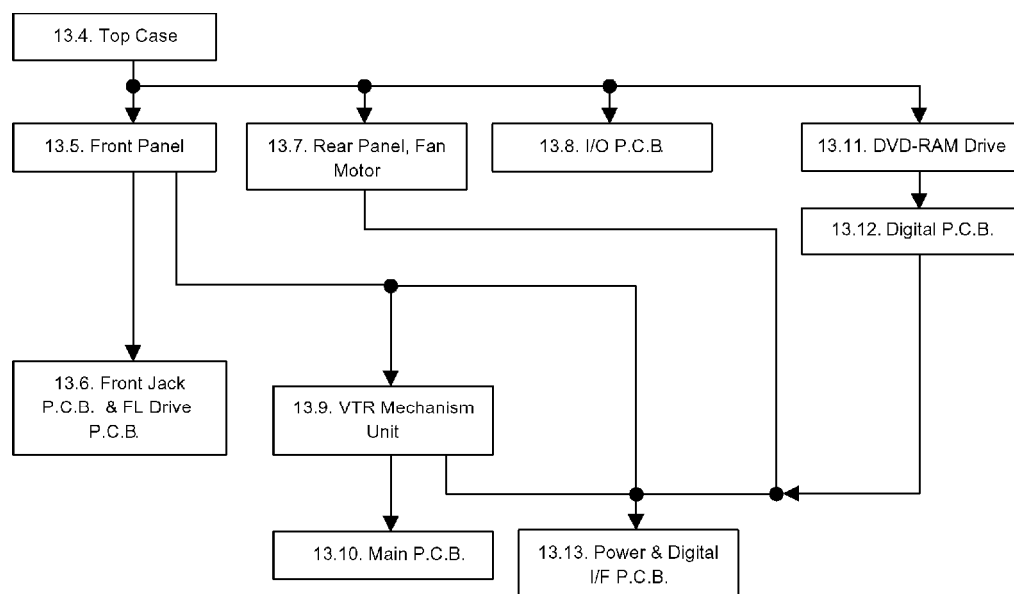 13.4. Top Case
13.5. Front Panel
13.7. Rear Panel, Fan
Motor
13.8. I/O P.C.B.
13.11. DVD-RAM Drive
13.12. Digital P.C.B.
13.6. Front Jack
P.C.B. & FL Drive
P.C.B.
13.9. VTR Mechanism
Unit
13.10. Main P.C.B.
13.13. Power & Digital
I/F P.C.B.